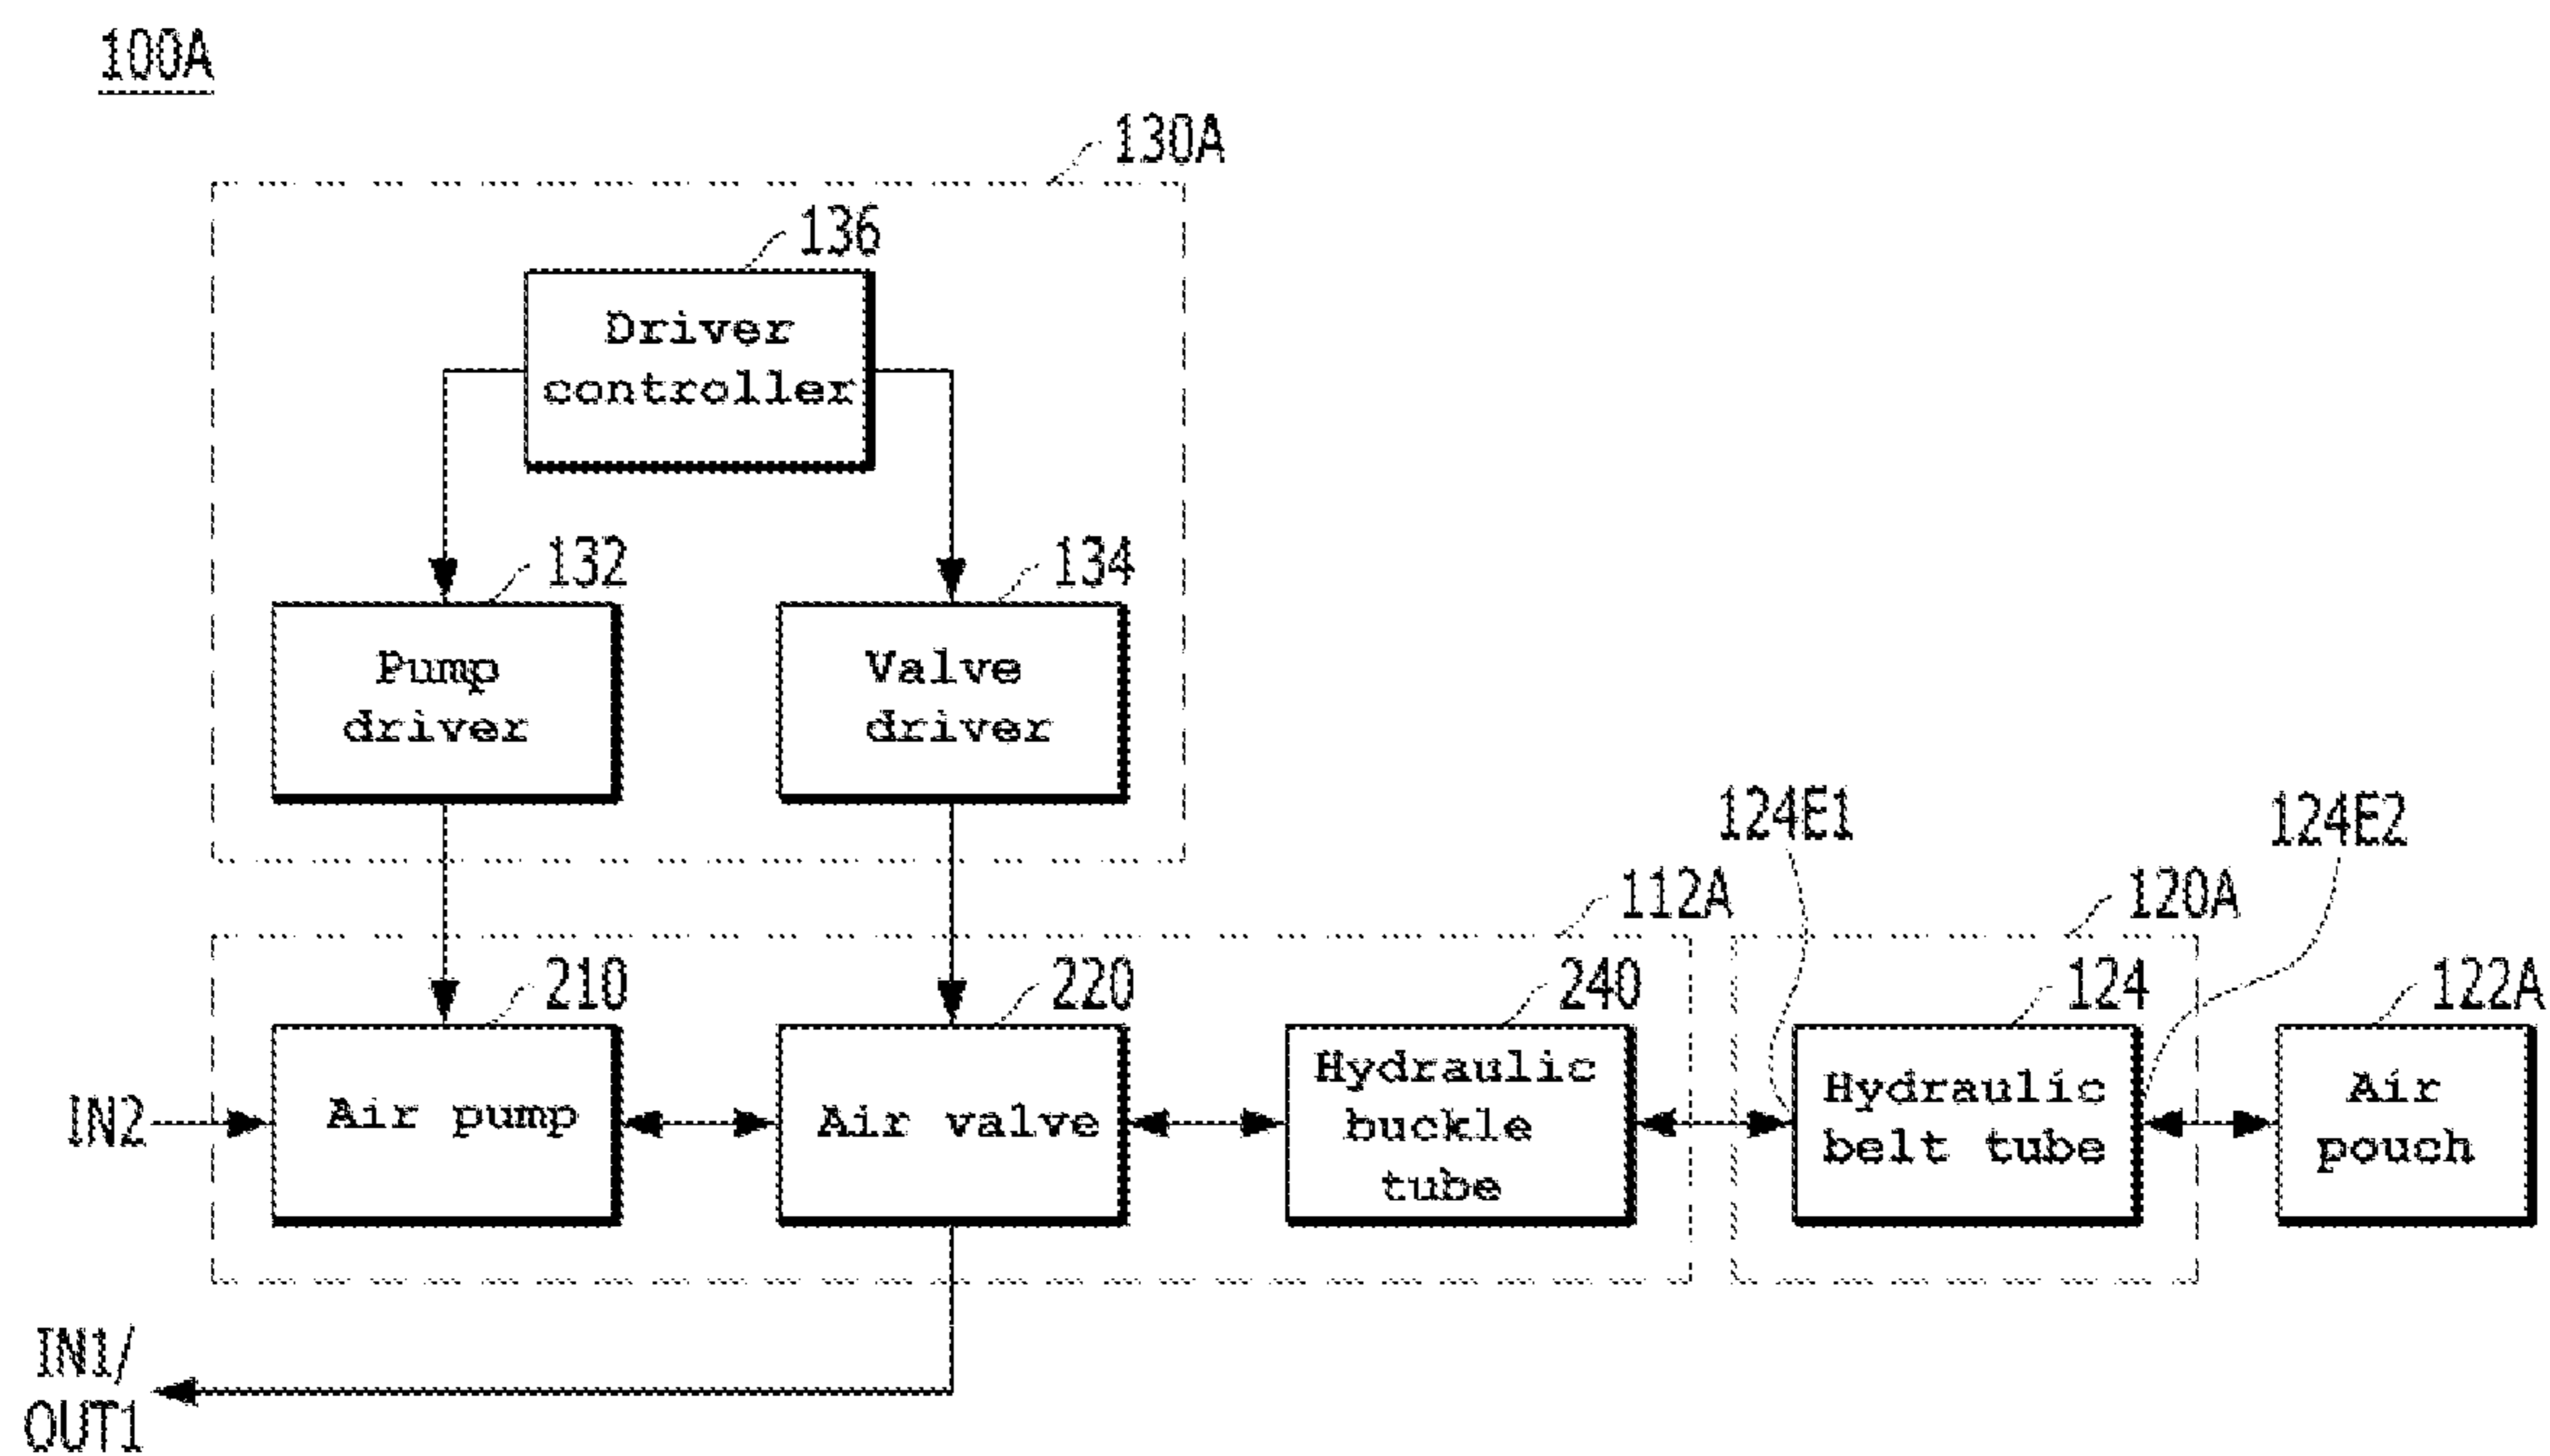 100A
130A
136
Driver
controller
132
134
Pump
driver
Valve
driver
124E1
124E2
112A
120A
210
220
240
124
122A
IN2
Air pump
Air valve
Hydraulic
buckle
tube
Hydraulic
belt tube
Air
pouch
IN1/
OUT1